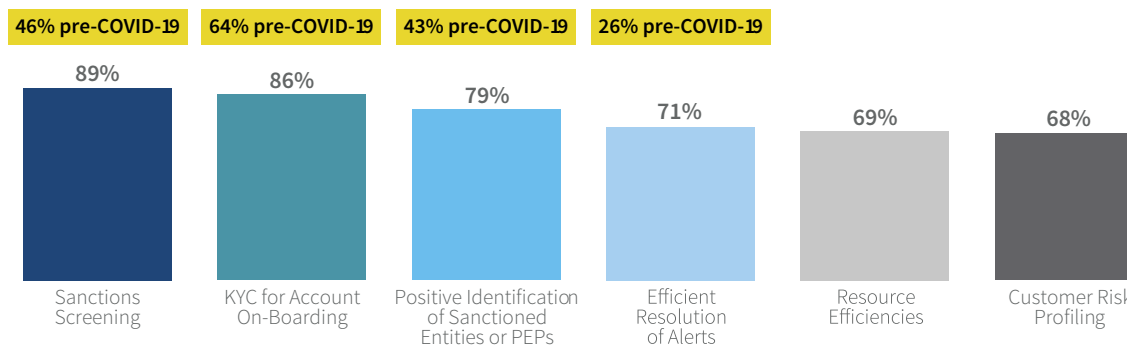 46% pre-COVID-19
64% pre-COVID-19
43% pre-COVID-19
26% pre-COVID-19
89%
86%
79%
71%
69%
68%
Sanctions
Screening
KYC for Account
On-Boarding
Positive Identification
of Sanctioned
Entities or PEPs
Efficient
Resolution
of Alerts
Resource
Efficiencies
Customer Risk
Profiling